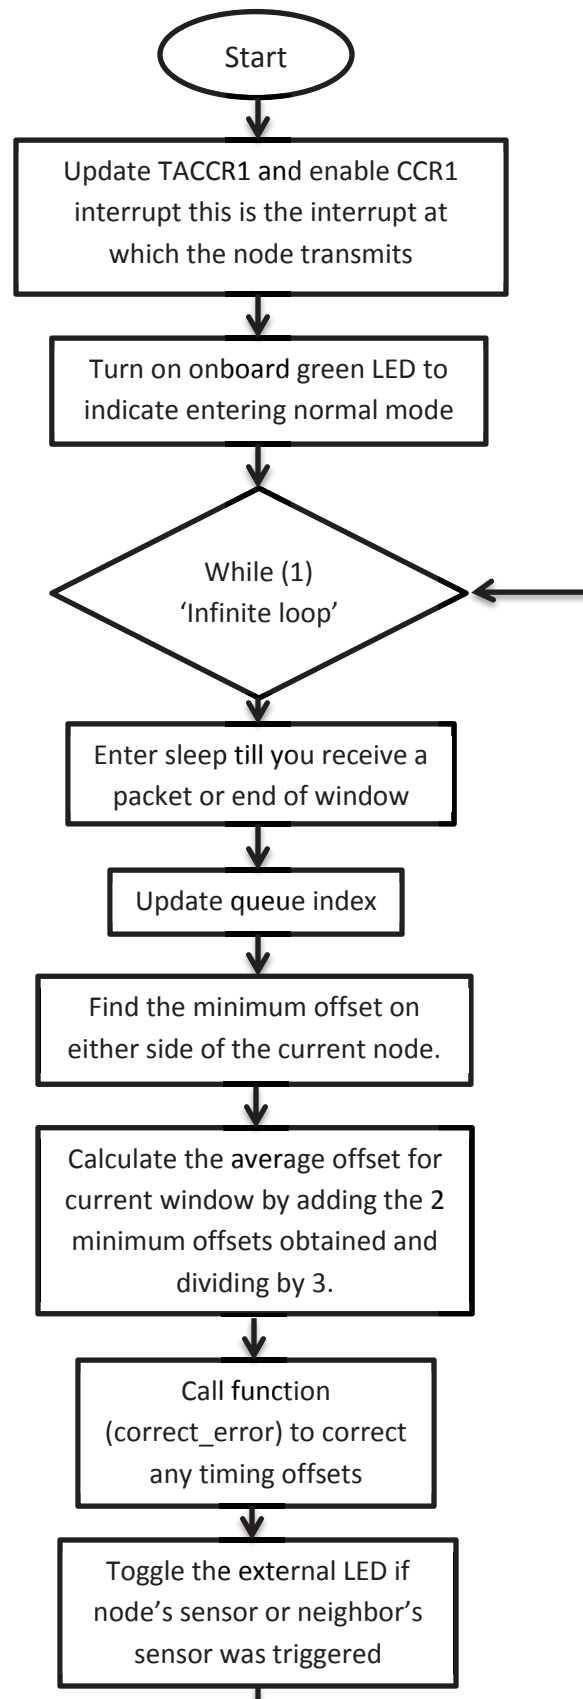 Start
Update TACCR1 and enable CCR1
interrupt this is the interrupt at
which the node transmits
Turn on onboard green LED to
indicate entering normal mode
While (1)
‘Infinite loop’
Enter sleep till you receive a
packet or end of window
Update queue index
Find the minimum offset on
either side of the current node.
Calculate the average offset for
current window by adding the 2
minimum offsets obtained and
dividing by 3.
Call function
(correct_error) to correct
any timing offsets
Toggle the external LED if
node’s sensor or neighbor’s
sensor was triggered